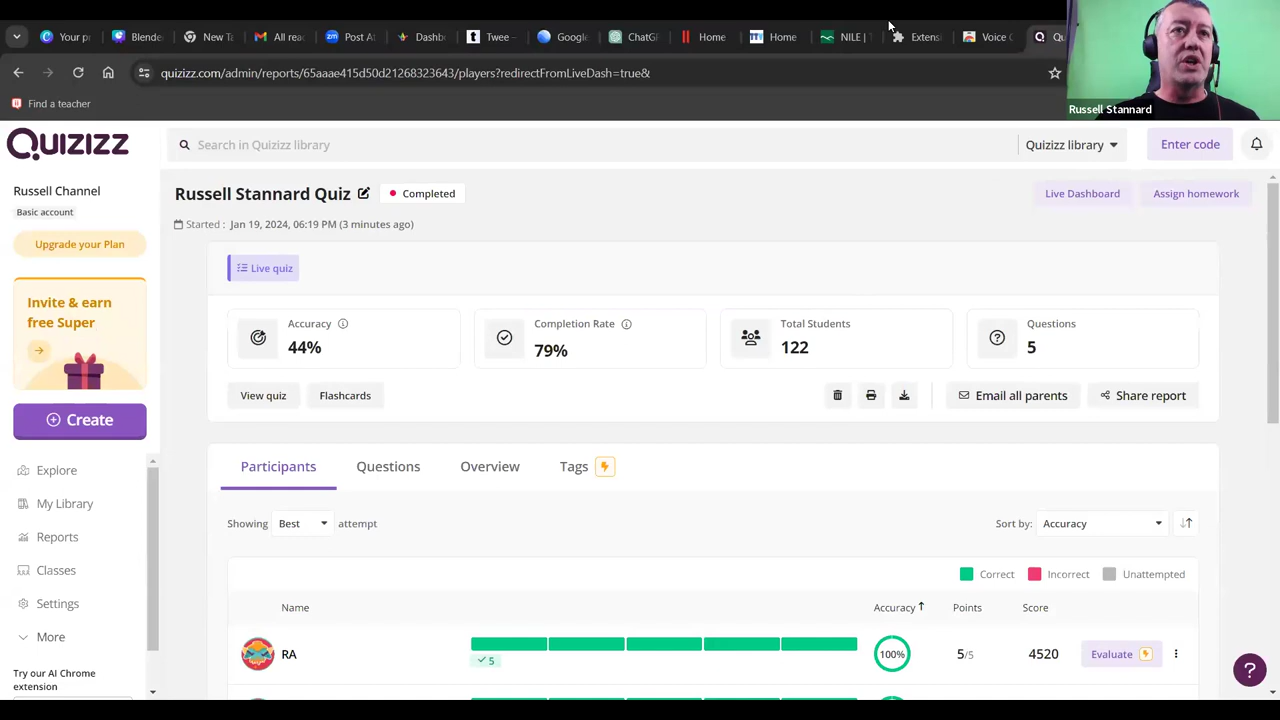 Your p
Blende
New Ta
All rea
Post At
Dashb
Twee -
Google
ChatGF
Home
Home
NILE | T
Extensi
Voice C
Qu
quizizz.com/admin/reports/65aaae415d50d21268323643/players?redirectFromLiveDash=true&
Russell Stannard
Find a teacher
QUIZIZZ
Search in Quizizz library
Quizizz library
Enter code
Russell Channel
Basic account
Upgrade your Plan
Invite & earn
free Super
Create
Explore
My Library
Reports
Classes
Settings
More
Try our AI Chrome
extension
Russell Stannard Quiz
Completed
Live Dashboard
Assign homework
Started : Jan 19, 2024, 06:19 PM (3 minutes ago)
Live quiz
Accuracy
44%
Completion Rate
79%
Total Students
122
Questions
5
View quiz
Flashcards
Email all parents
Share report
Participants
Questions
Overview
Tags
Showing Best attempt
Sort by: Accuracy
Correct
Incorrect
Unattempted
Name
Accuracy
Points
Score
RA
5
100%
5/5
4520
Evaluate